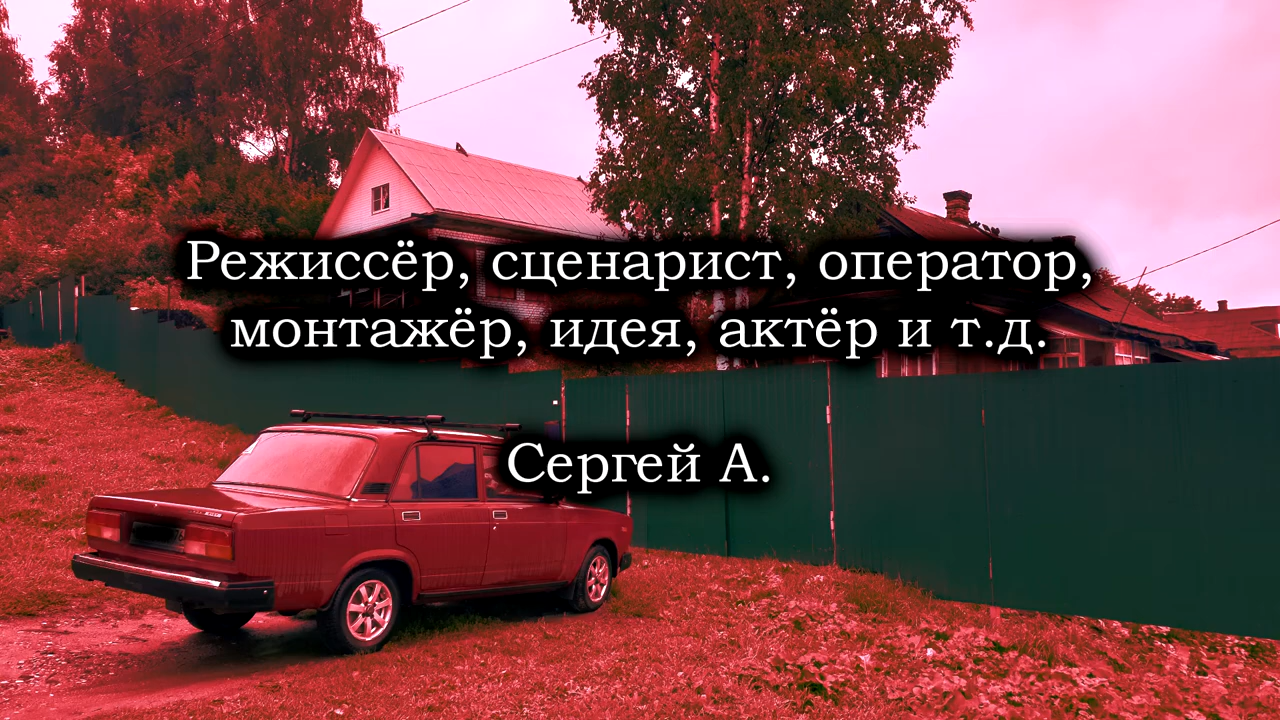 Режиссёр, сценарист, оператор,
монтажёр, идея, актёр и т.д.
Сергей А.